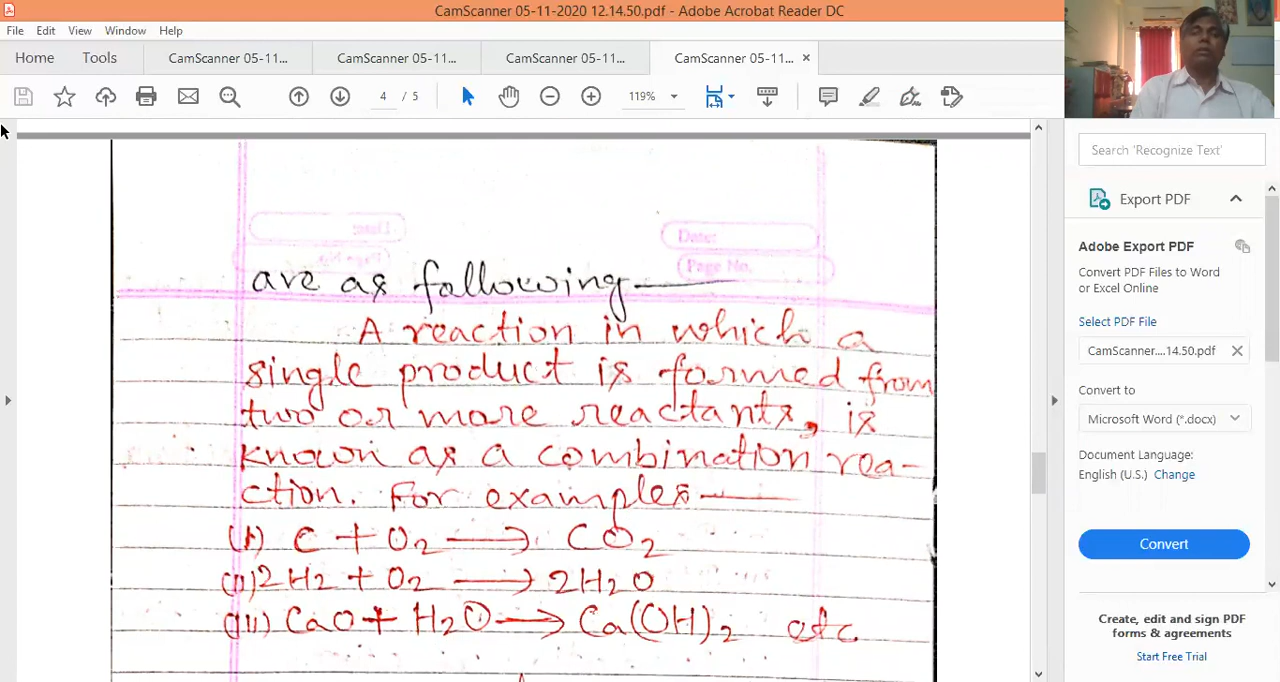 CamScanner 05-11-2020 12.14.50.pdf - Adobe Acrobat Reader DC
File Edit View Window Help
Home Tools CamScanner 05-11... CamScanner 05-11... CamScanner 05-11... CamScanner 05-11... ×
4 / 5 119%
Date:
Page No.
are as following
A reaction in which a
single product is formed from
two or more reactants, is
known as a combination rea-
ction. For examples
(i) C + O2 → CO2
(ii) 2H2 + O2 → 2H2O
(iii) CaO + H2O → Ca(OH)2 etc
Search 'Recognize Text'
Export PDF
Adobe Export PDF
Convert PDF Files to Word
or Excel Online
Select PDF File
CamScanner....14.50.pdf
Convert to
Microsoft Word (*.docx)
Document Language:
English (U.S.) Change
Convert
Create, edit and sign PDF
forms & agreements
Start Free Trial